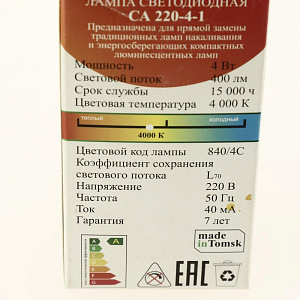 ЛАМПА СВЕТОДИОДНАЯ
СА 220-4-1
Предназначена для прямой замены
традиционных ламп накаливания
и энергосберегающих компактных
люминесцентных ламп
Мощность 4 Вт
Световой поток 400 лм
Срок службы 15 000 ч
Цветовая температура 4 000 К
теплый холодный
4000 К
Цветовой код лампы 840/4С
Коэффициент сохранения
светового потока L70
Напряжение 220 В
Частота 50 Гц
Ток 40 мА
Гарантия 7 лет
made
in Tomsk
A A
EAC